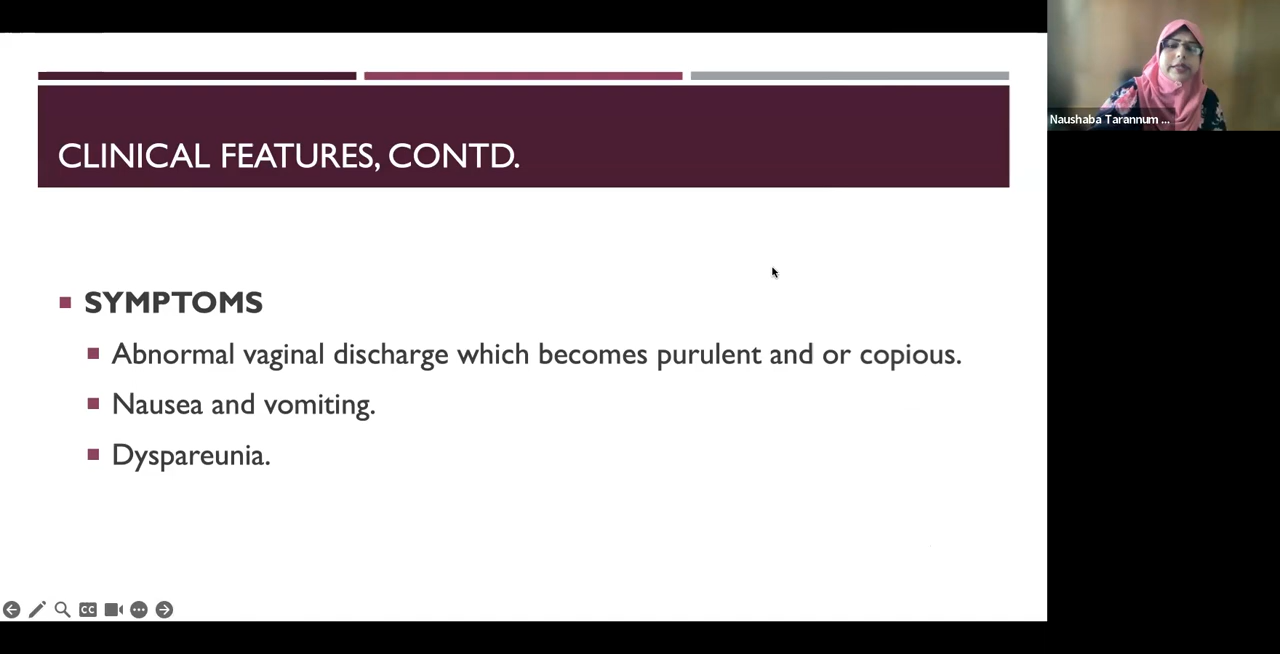 CLINICAL FEATURES, CONTD.
SYMPTOMS
Abnormal vaginal discharge which becomes purulent and or copious.
Nausea and vomiting.
Dyspareunia.
Naushaba Tarannum ...
CC